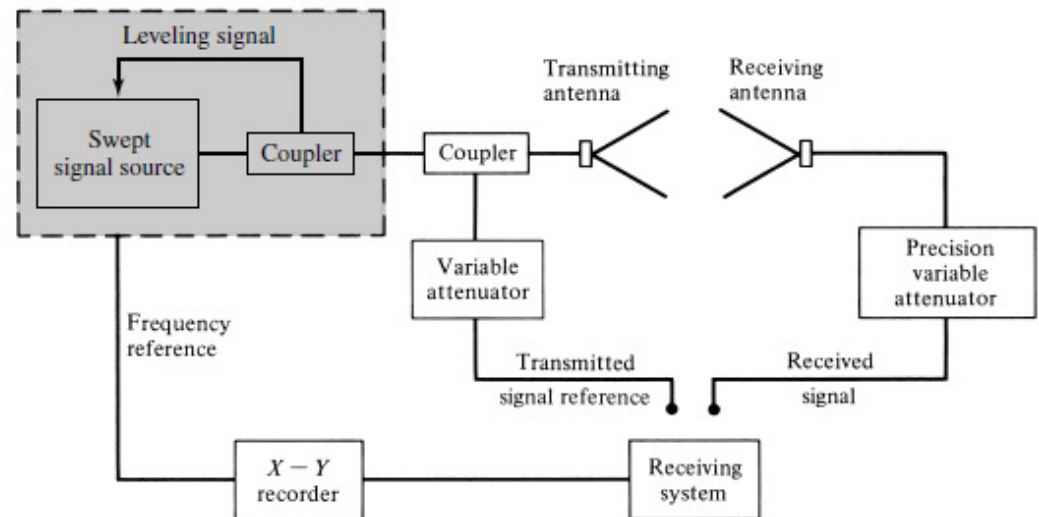 Leveling signal
Swept
signal source
Coupler
Coupler
Transmitting
antenna
Receiving
antenna
Variable
attenuator
Precision
variable
attenuator
Frequency
reference
Transmitted
signal reference
Received
signal
X – Y
recorder
Receiving
system